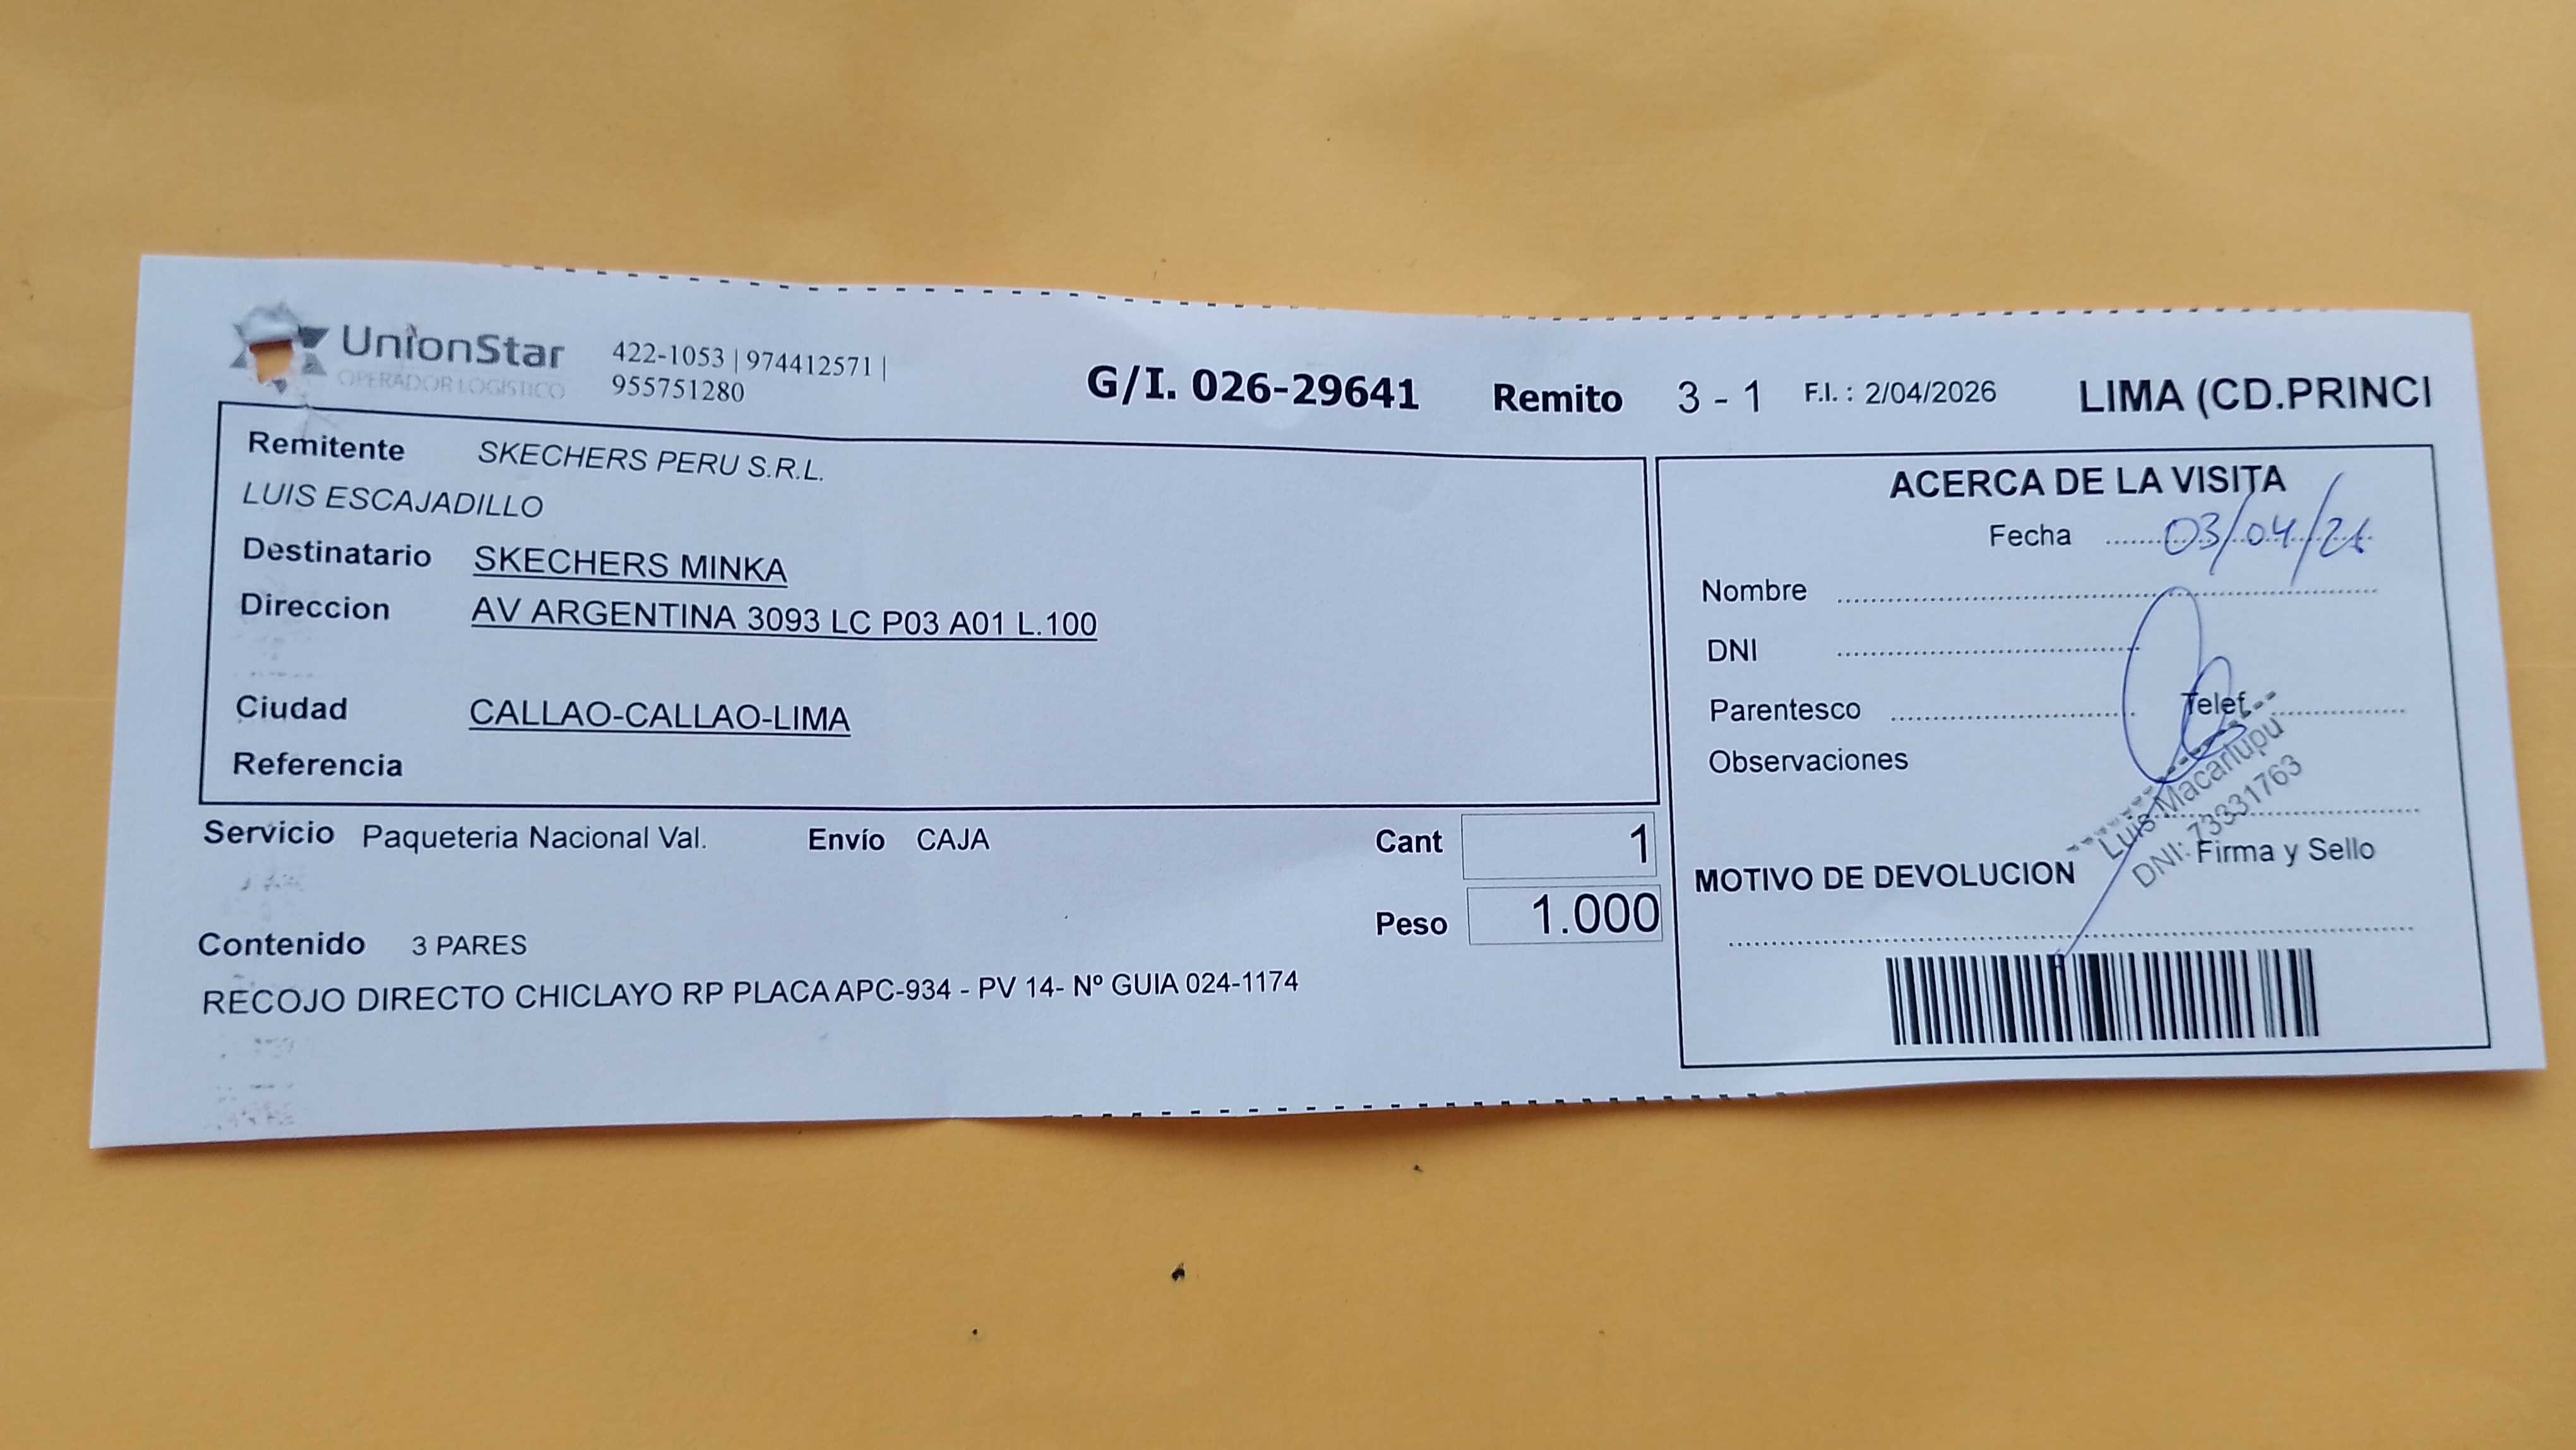 UnionStar
OPERADOR LOGISTICO
422-1053 | 974412571 |
955751280
G/I. 026-29641 Remito 3 - 1 F.I. : 2/04/2026 LIMA (CD.PRINCI
Remitente SKECHERS PERU S.R.L.
LUIS ESCAJADILLO
Destinatario SKECHERS MINKA
Direccion AV ARGENTINA 3093 LC P03 A01 L.100
Ciudad CALLAO-CALLAO-LIMA
Referencia
Servicio Paqueteria Nacional Val. Envío CAJA Cant 1
Peso 1.000
Contenido 3 PARES
RECOJO DIRECTO CHICLAYO RP PLACA APC-934 - PV 14- Nº GUIA 024-1174
ACERCA DE LA VISITA
Fecha 03/04/26
Nombre
DNI
Parentesco Telef.
Observaciones
Luis Macarlupu
DNI: 73331763
Firma y Sello
MOTIVO DE DEVOLUCION